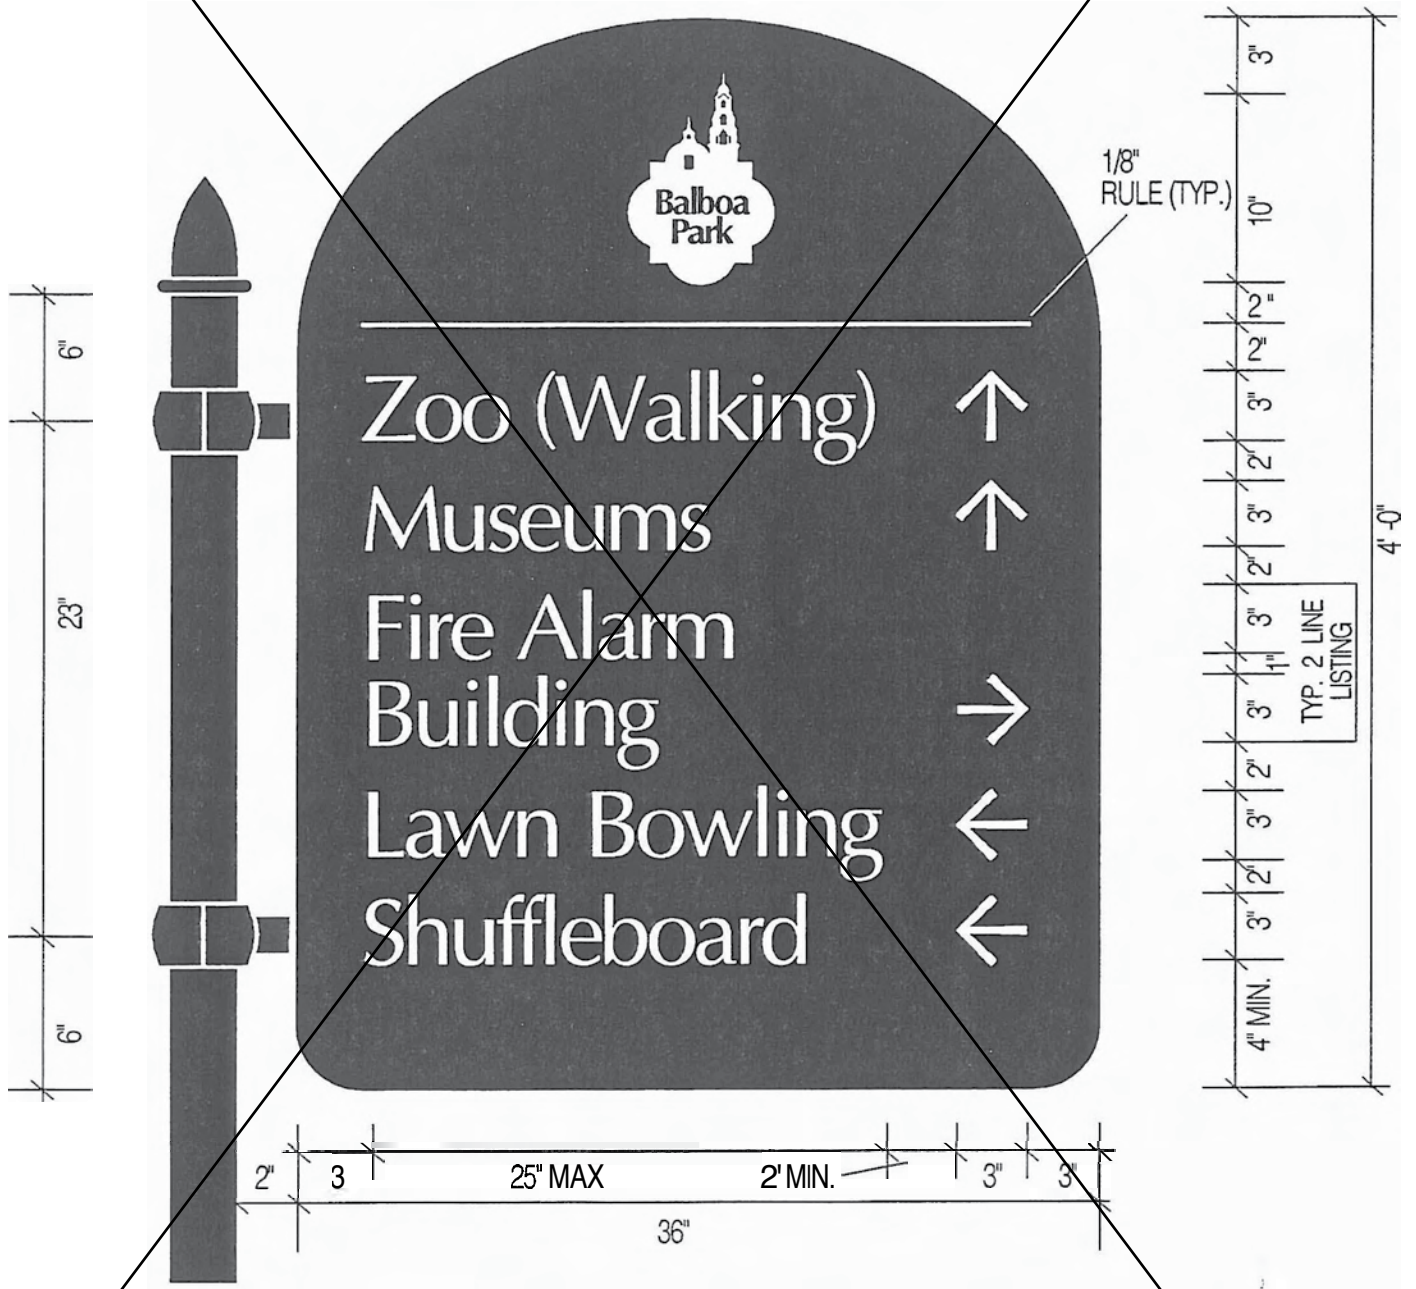 Balboa
Park
1/8"
RULE (TYP.)
Zoo (Walking)
Museums
Fire Alarm
Building
Lawn Bowling
Shuffleboard
6"
23"
6"
3"
10"
2"
2"
3"
2"
3"
2"
3"
1"
3"
2"
3"
2'
3"
4" MIN.
TYP. 2 LINE
LISTING
4' -0"
2"
3
25" MAX
2' MIN.
3"
3"
36"